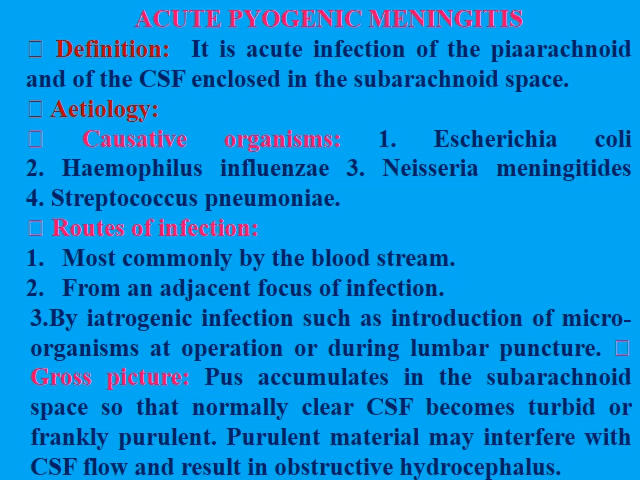 ACUTE PYOGENIC MENINGITIS
Definition: It is acute infection of the piaarachnoid
and of the CSF enclosed in the subarachnoid space.
Aetiology:
Causative organisms: 1. Escherichia coli
2. Haemophilus influenzae 3. Neisseria meningitides
4. Streptococcus pneumoniae.
Routes of infection:
1. Most commonly by the blood stream.
2. From an adjacent focus of infection.
3.By iatrogenic infection such as introduction of micro-
organisms at operation or during lumbar puncture.
Gross picture: Pus accumulates in the subarachnoid
space so that normally clear CSF becomes turbid or
frankly purulent. Purulent material may interfere with
CSF flow and result in obstructive hydrocephalus.